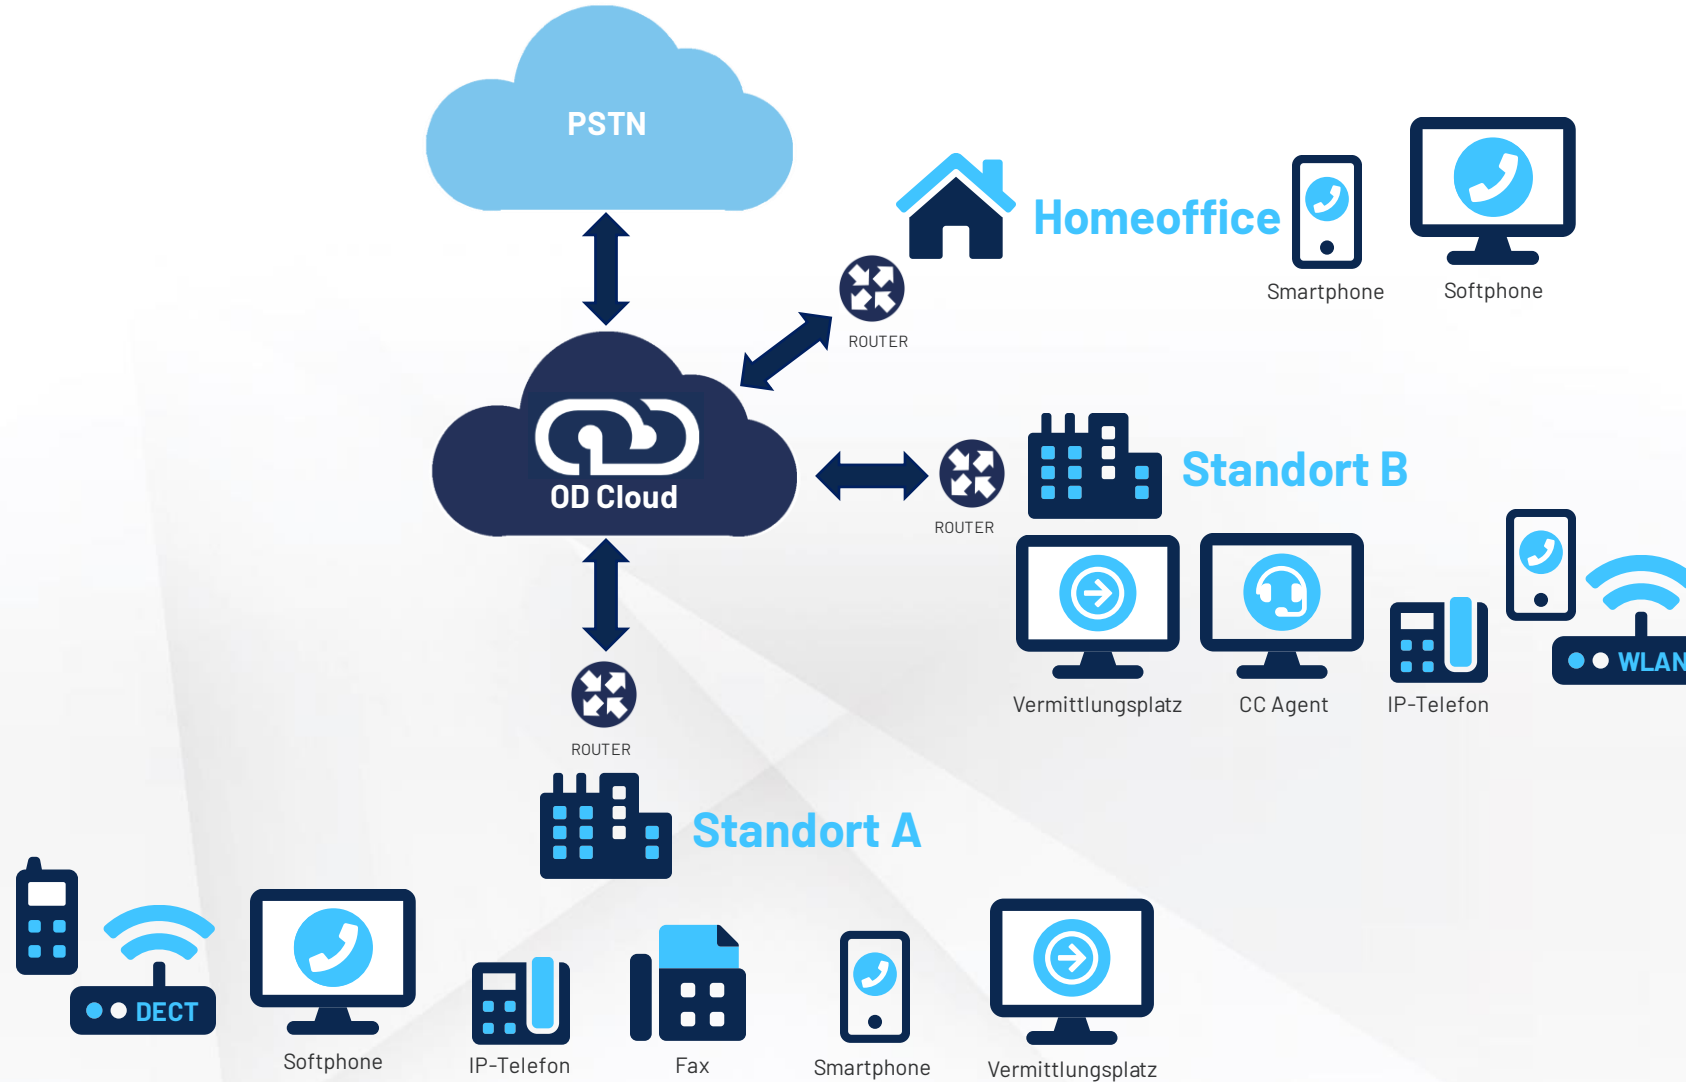 PSTN
Homeoffice
Smartphone
Softphone
ROUTER
OD Cloud
Standort B
ROUTER
WLAN
Vermittlungsplatz
CC Agent
IP-Telefon
ROUTER
Standort A
DECT
Softphone
IP-Telefon
Fax
Smartphone
Vermittlungsplatz